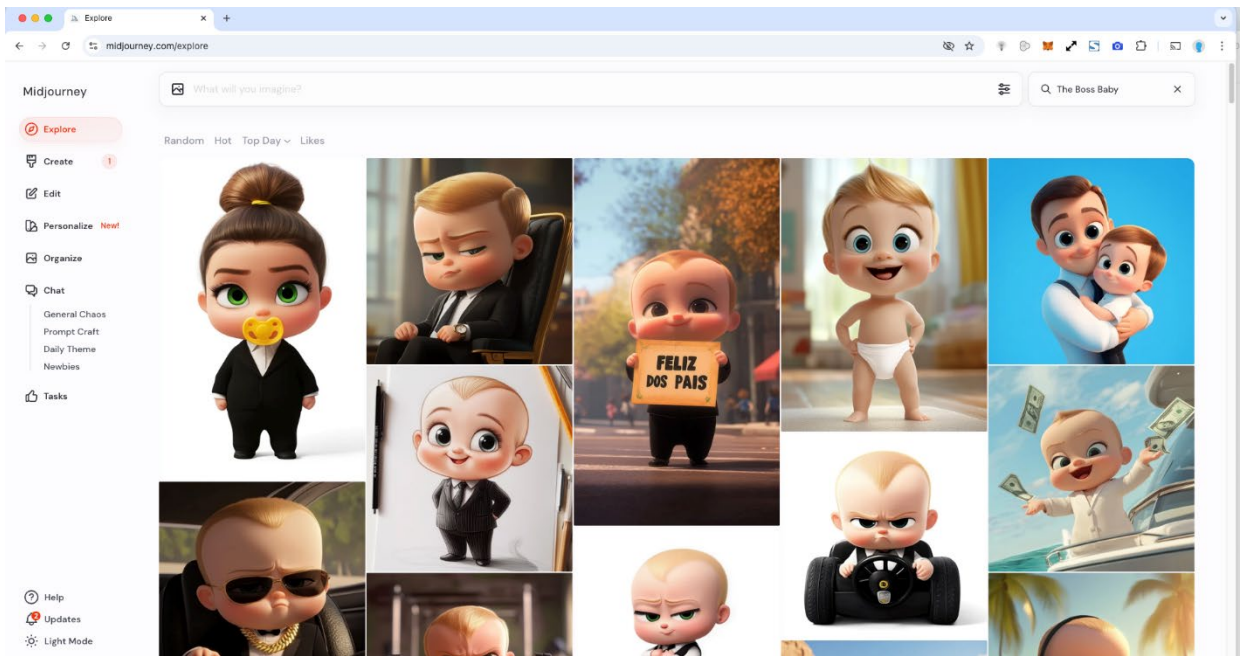 Explore
midjourney.com/explore
Midjourney
What will you imagine?
The Boss Baby
Explore
Random Hot Top Day Likes
Create 1
Edit
Personalize New!
Organize
Chat
General Chaos
Prompt Craft
Daily Theme
Newbies
Tasks
FELIZ
DOS PAIS
Help
2
Updates
Light Mode